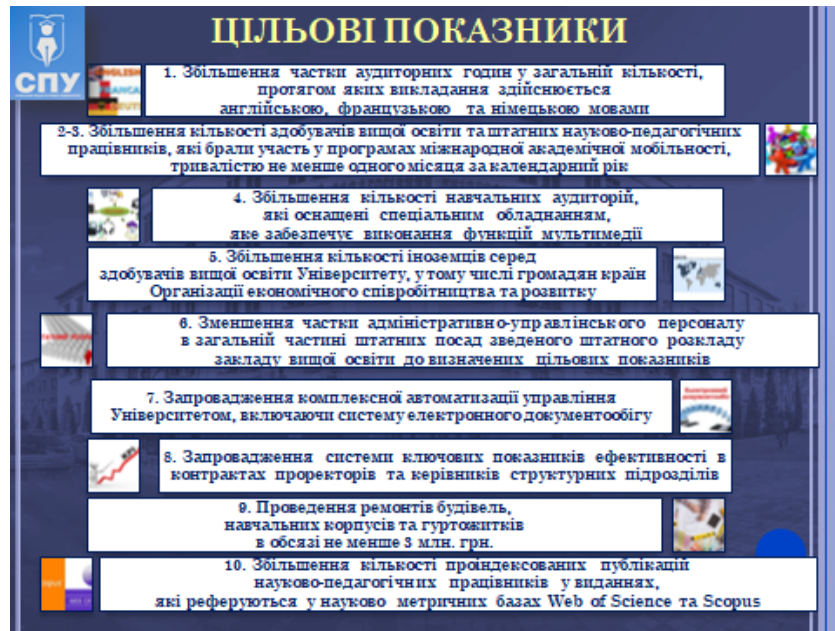 ЦІЛЬОВІ ПОКАЗНИКИ
СПУ
1. Збільшення частки аудиторних годин у загальній кількості,
протягом яких викладання здійснюється
англійською, французькою та німецькою мовами
2-3. Збільшення кількості здобувачів вищої освіти та штатних науково-педагогічних
працівників, які брали участь у програмах міжнародної академічної мобільності,
тривалістю не менше одного місяця за календарний рік
4. Збільшення кількості навчальних аудиторій,
які оснащені спеціальним обладнанням,
яке забезпечує виконання функцій мультимедії
5. Збільшення кількості іноземців серед
здобувачів вищої освіти Університету, у тому числі громадян країн
Організації економічного співробітництва та розвитку
6. Зменшення частки адміністративно-управлінського персоналу
в загальній частині штатних посад зведеного штатного розкладу
закладу вищої освіти до визначених цільових показників
7. Запровадження комплексної автоматизації управління
Університетом, включаючи систему електронного документообігу
8. Запровадження системи ключових показників ефективності в
контрактах проректорів та керівників структурних підрозділів
9. Проведення ремонтів будівель,
навчальних корпусів та гуртожитків
в обсязі не менше 3 млн. грн.
10. Збільшення кількості проіндексованих публікацій
науково-педагогічних працівників у виданнях,
які реферуються у науково метричних базах Web of Science та Scopus